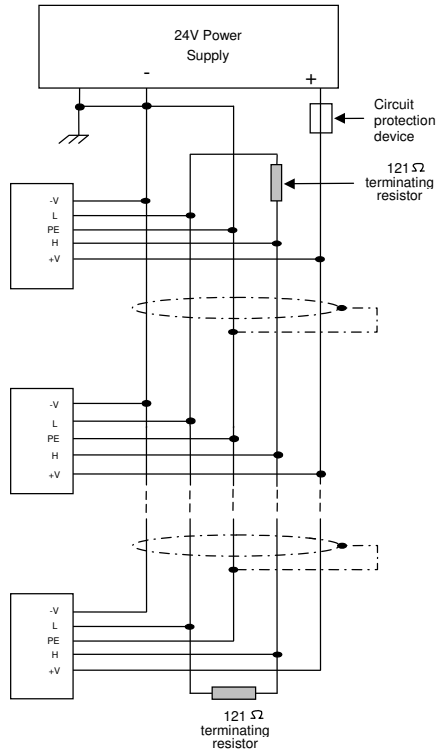 24V Power
Supply
-
+
Circuit
protection
device
121 Ω
terminating
resistor
-V
L
PE
H
+V
-V
L
PE
H
+V
-V
L
PE
H
+V
121 Ω
terminating
resistor